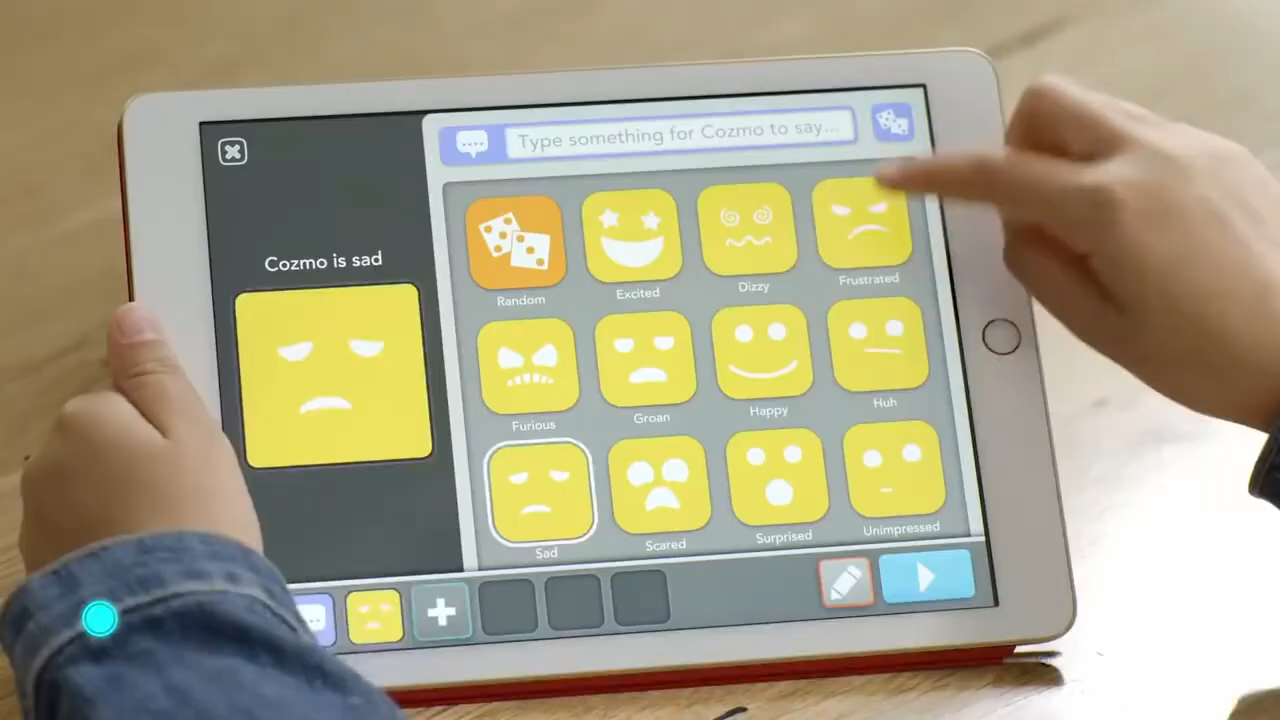 Type something for Cozmo to say...
Cozmo is sad
Random
Excited
Dizzy
Frustrated
Furious
Groan
Happy
Huh
Sad
Scared
Surprised
Unimpressed